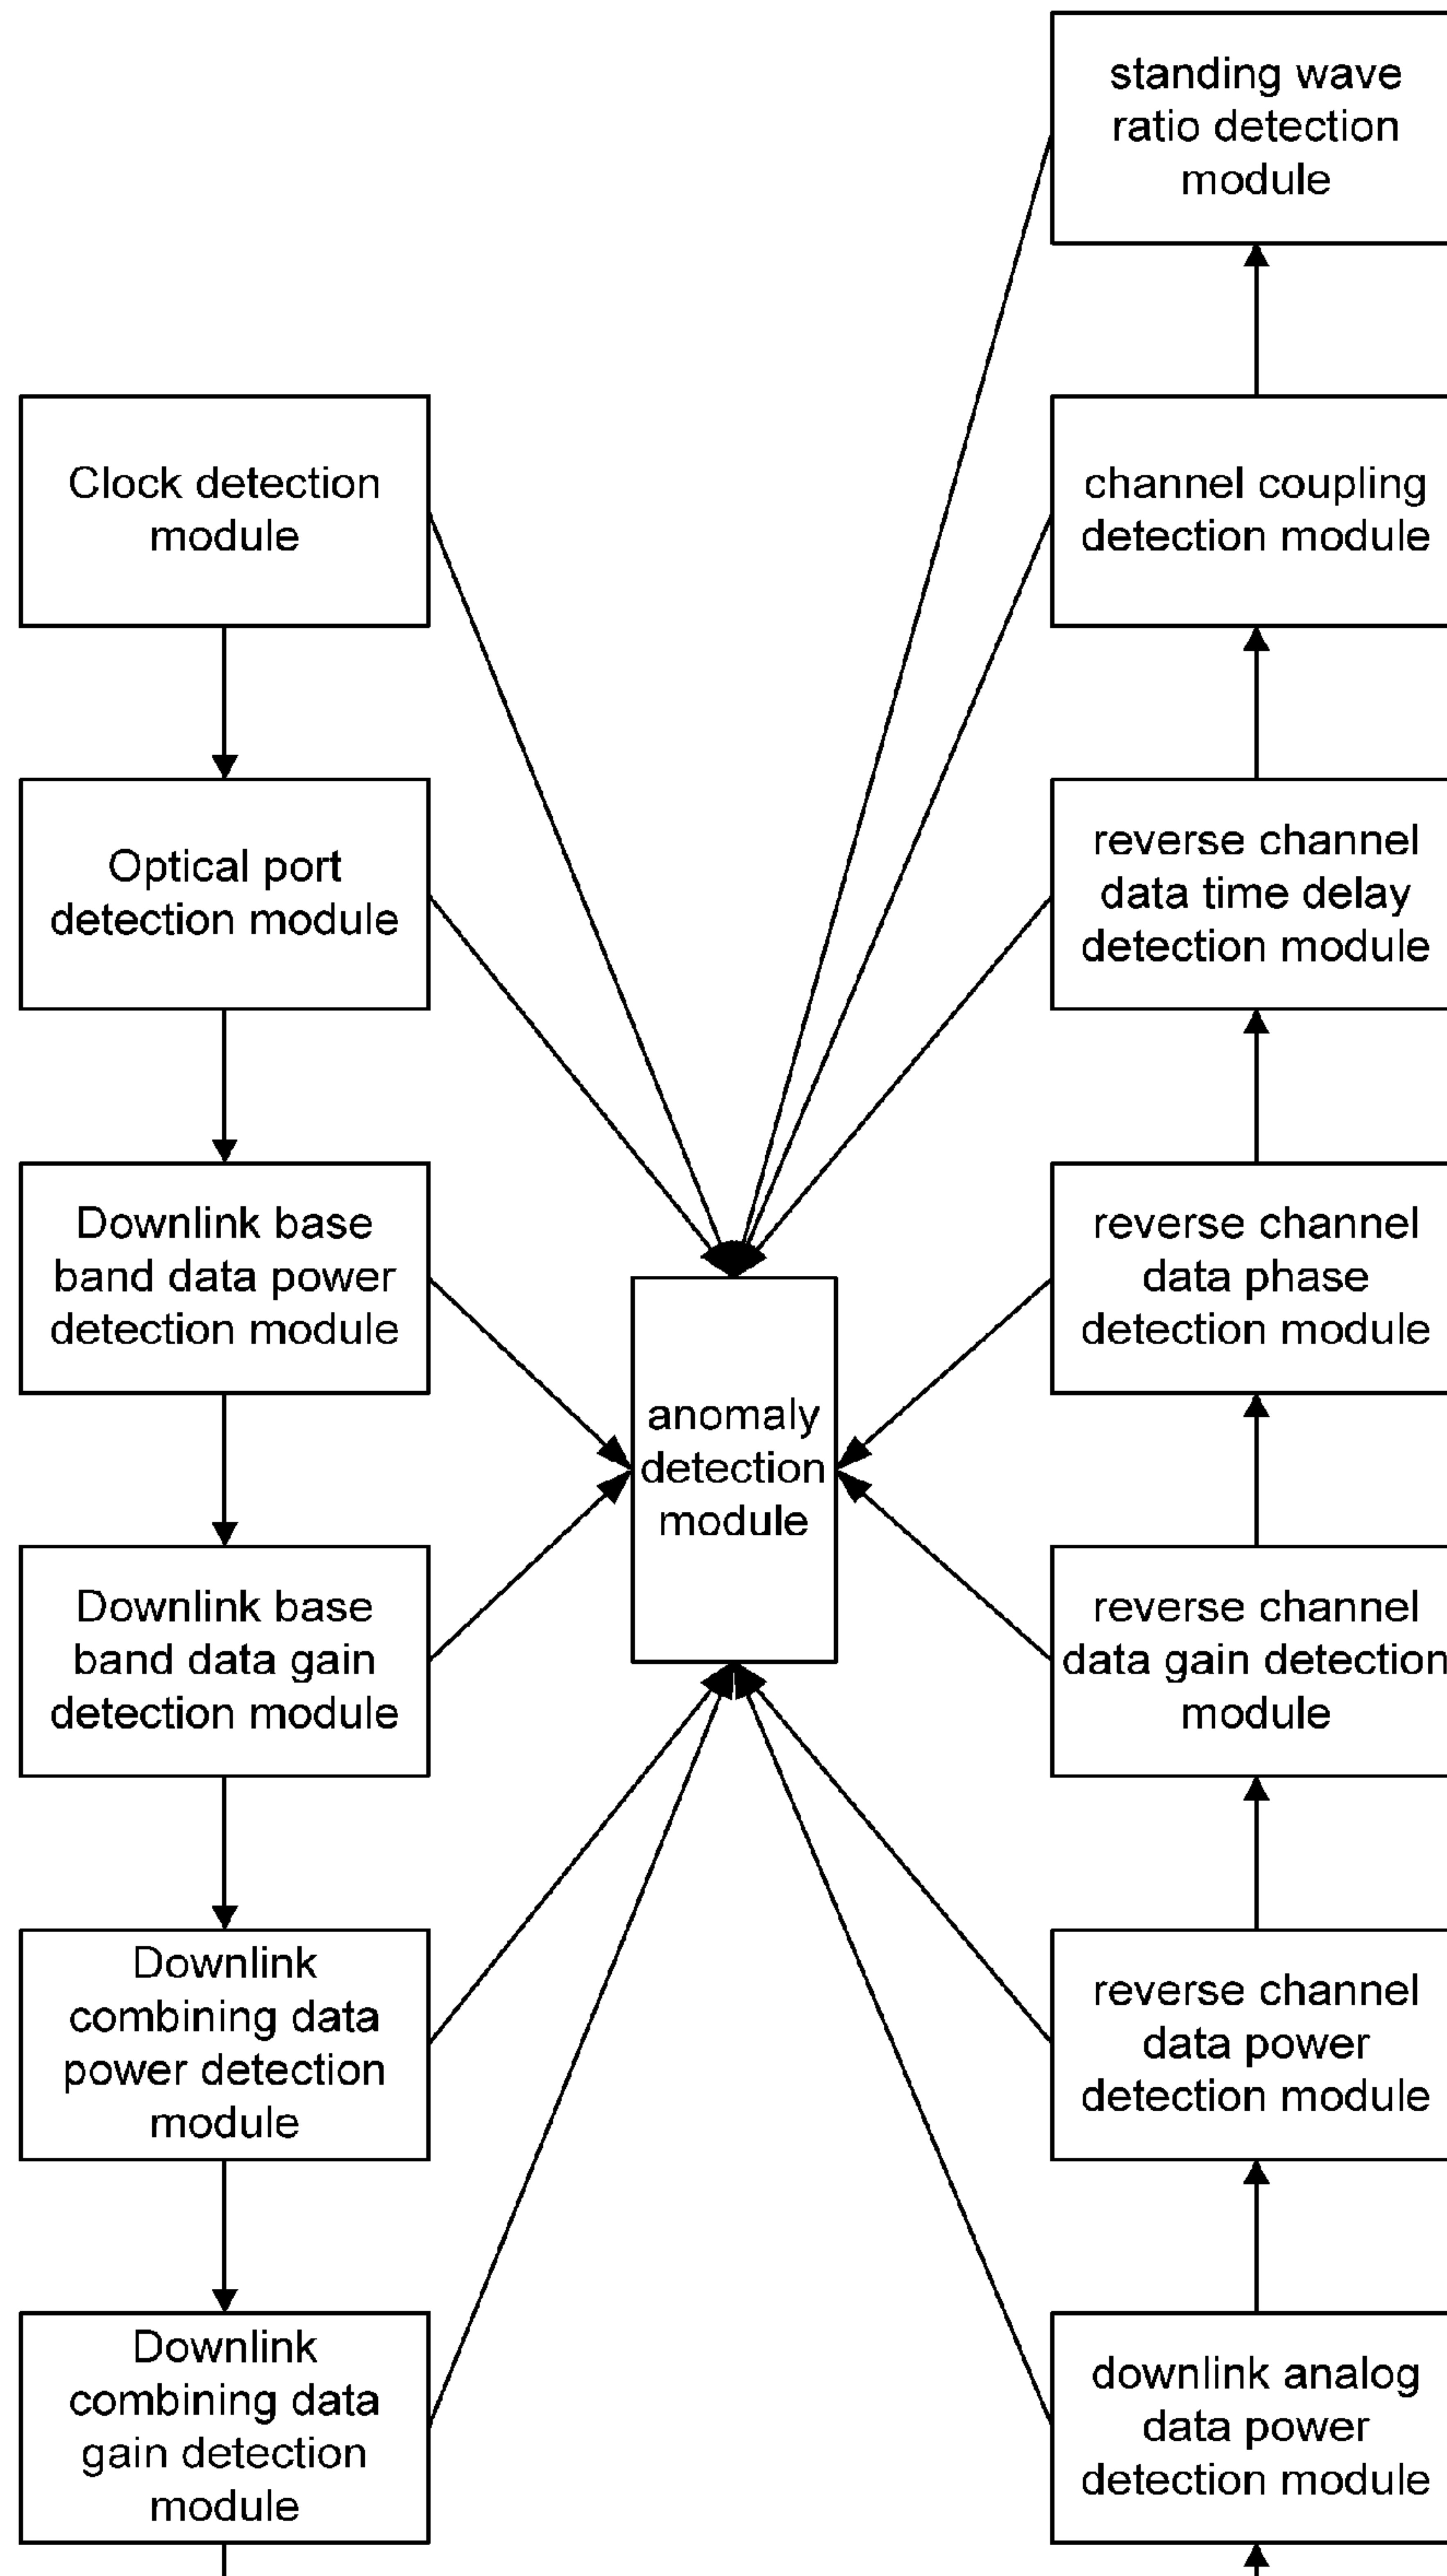 standing wave
ratio detection
module
Clock detection
module
channel coupling
detection module
Optical port
detection module
reverse channel
data time delay
detection module
Downlink base
band data power
detection module
reverse channel
data phase
detection module
anomaly
detection
module
Downlink base
band data gain
detection module
reverse channel
data gain detection
module
Downlink
combining data
power detection
module
reverse channel
data power
detection module
Downlink
combining data
gain detection
module
downlink analog
data power
detection module